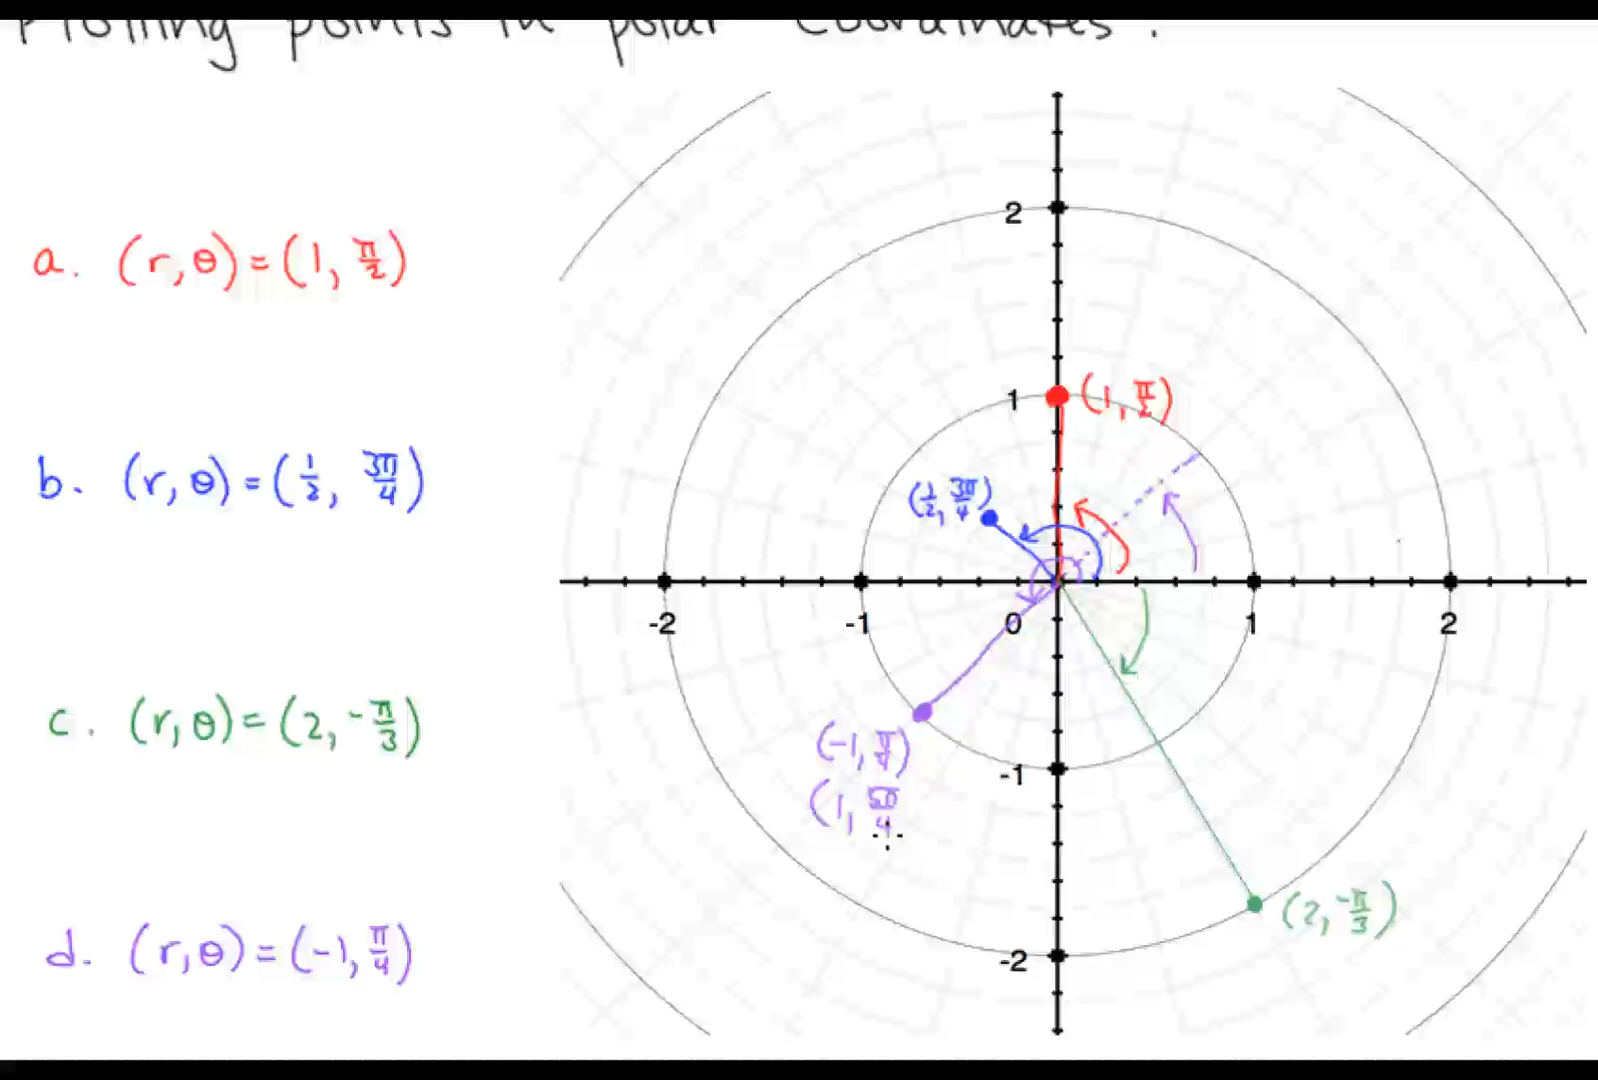 Plotting points in polar coordinates.
a. (r, θ) = (1, π/2)
b. (r, θ) = (1/2, 3π/4)
c. (r, θ) = (2, -π/3)
d. (r, θ) = (-1, π/4)
2
1
(1, π/2)
(1/2, 3π/4)
-2
-1
0
1
2
(-1, π/4)
(1, 5π/4
-1
(2, -π/3)
-2